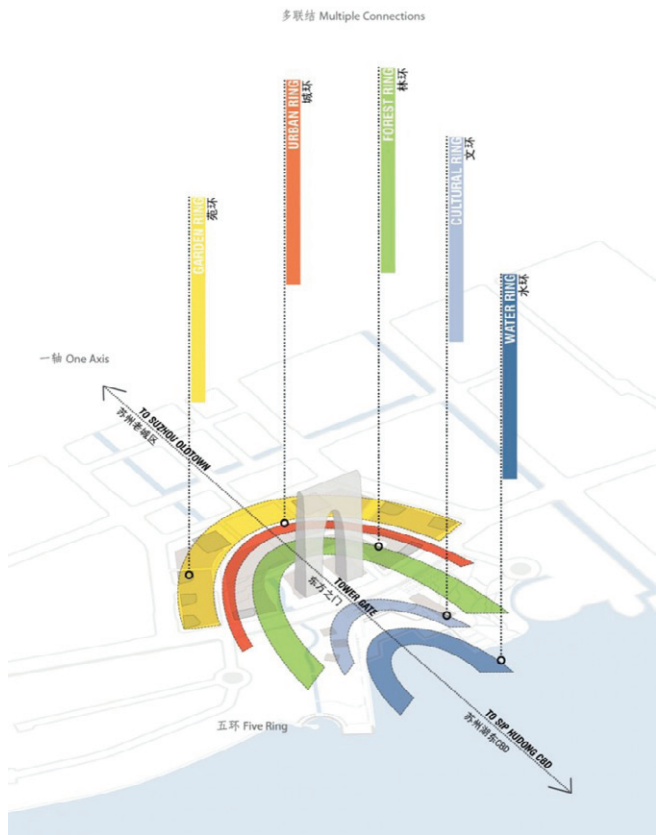 多联结 Multiple Connections
GARDEN RING
苑环
URBAN RING
城环
FOREST RING
林环
CULTURAL RING
文环
WATER RING
水环
一轴 One Axis
TO SUZHOU OLDTOWN
苏州老城区
TOWER GATE
东方之门
五环 Five Ring
TO SIP HUDONG CBD
苏州湖东CBD